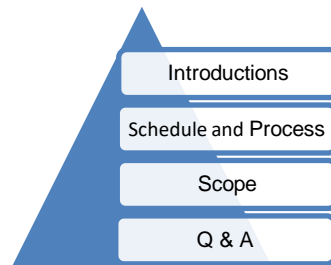 Introductions
Schedule and Process
Scope
Q & A